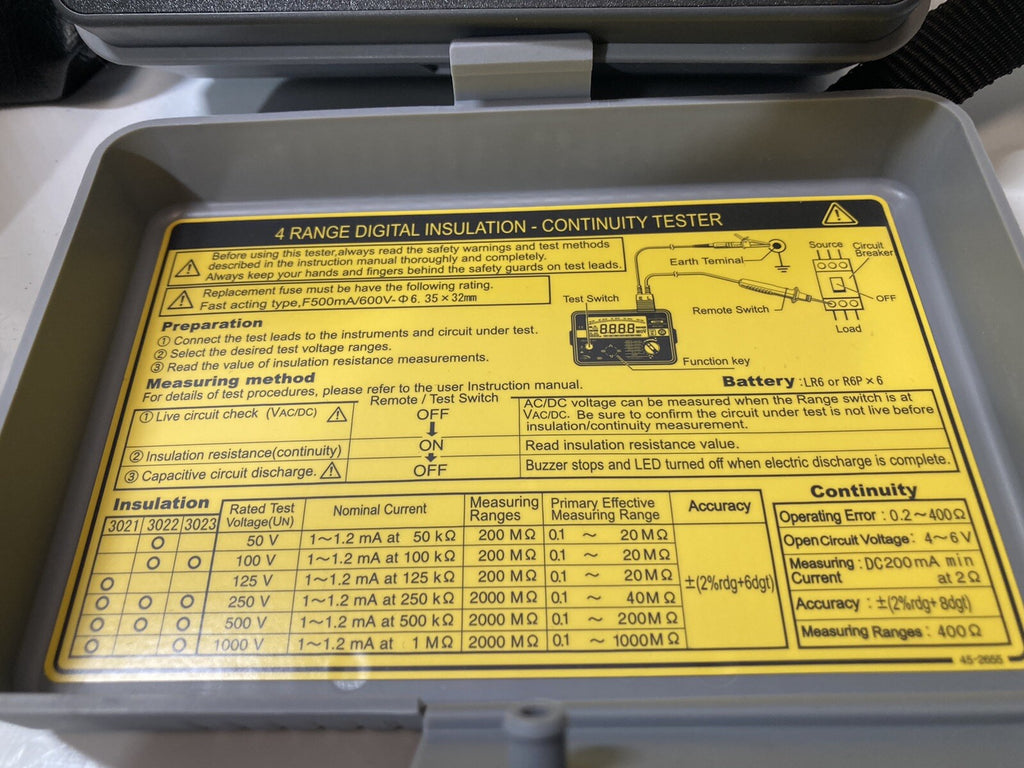 4 RANGE DIGITAL INSULATION - CONTINUITY TESTER
Before using this tester,always read the safety warnings and test methods
described in the instruction manual thoroughly and completely.
Always keep your hands and fingers behind the safety guards on test leads.
Replacement fuse must be have the following rating.
Fast acting type,F500mA/600V-Φ6. 35×32mm
Earth Teminal
Source
Circuit
Breaker
OFF
Remote Switch
Load
Test Switch
8.8.8.8
Function key
Preparation
① Connect the test leads to the instruments and circuit under test.
② Select the desired test voltage ranges.
③ Read the value of insulation resistance measurements.
Battery :LR6 or R6P×6
Measuring method
For details of test procedures, please refer to the user Instruction manual.
Remote / Test Switch
① Live circuit check (VAC/DC) OFF AC/DC voltage can be measured when the Range switch is at
VAC/DC. Be sure to confirm the circuit under test is not live before
insulation/continuity measurement.
② Insulation resistance(continuity) ON Read insulation resistance value.
③ Capacitive circuit discharge. OFF Buzzer stops and LED turned off when electric discharge is complete.
Insulation
3021 3022 3023 Rated Test Voltage(UN) Nominal Current Measuring Ranges Primary Effective Measuring Range Accuracy
○ 50 V 1~1.2 mA at 50 kΩ 200 MΩ 0.1 ~ 20 MΩ
○ ○ 100 V 1~1.2 mA at 100 kΩ 200 MΩ 0.1 ~ 20 MΩ
○ 125 V 1~1.2 mA at 125 kΩ 200 MΩ 0.1 ~ 20 MΩ
○ ○ ○ 250 V 1~1.2 mA at 250 kΩ 2000 MΩ 0.1 ~ 40 MΩ
○ ○ ○ 500 V 1~1.2 mA at 500 kΩ 2000 MΩ 0.1 ~ 200 MΩ
○ ○ 1000 V 1~1.2 mA at 1 MΩ 2000 MΩ 0.1 ~ 1000 MΩ
±(2%rdg+6dgt)
Continuity
Operating Error : 0.2~400Ω
Open Circuit Voltage: 4~6V
Measuring :DC200mA min
Current at 2Ω
Accuracy : ±(2%rdg+8dgt)
Measuring Ranges: 400Ω
45-2655